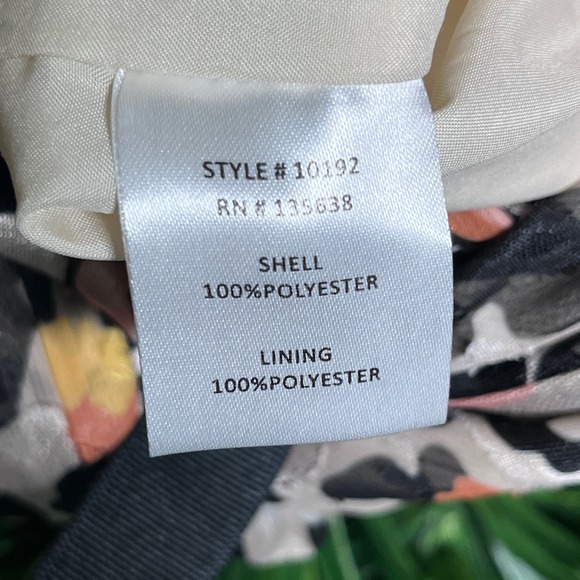 STYLE # 10192
RN # 135638
SHELL
100%POLYESTER
LINING
100%POLYESTER